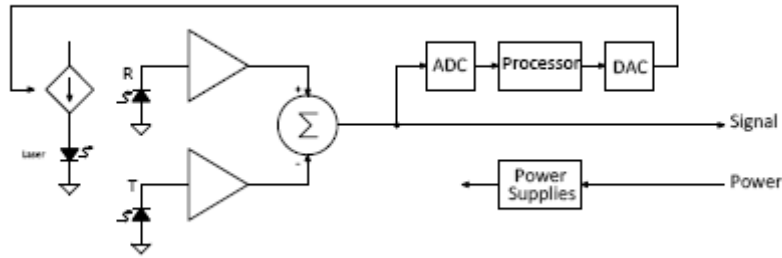 R
ADC
Processor
DAC
+
Σ
Signal
Laser
-
T
Power
Supplies
Power